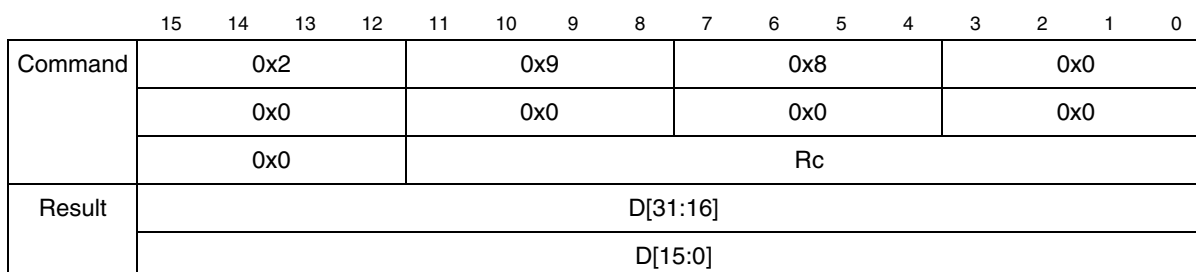 15 14 13 12 11 10 9 8 7 6 5 4 3 2 1 0
Command 0x2 0x9 0x8 0x0
0x0 0x0 0x0 0x0
0x0 Rc
Result D[31:16]
D[15:0]